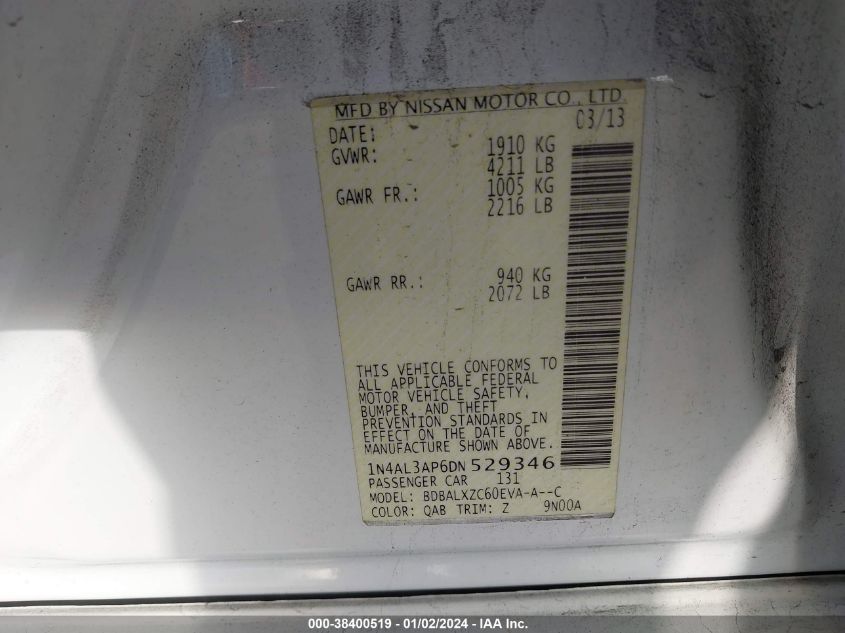 MFD BY NISSAN MOTOR CO., LTD.
DATE: 03/13
GVWR: 1910 KG
4211 LB
GAWR FR.: 1005 KG
2216 LB
GAWR RR.: 940 KG
2072 LB
THIS VEHICLE CONFORMS TO
ALL APPLICABLE FEDERAL
MOTOR VEHICLE SAFETY,
BUMPER, AND THEFT
PREVENTION STANDARDS IN
EFFECT ON THE DATE OF
MANUFACTURE SHOWN ABOVE.
1N4AL3AP6DN 529346
PASSENGER CAR 131
MODEL: BDBALXZC60EVA-A--C
COLOR: QAB TRIM: Z 9N00A
000-38400519 - 01/02/2024 - IAA Inc.